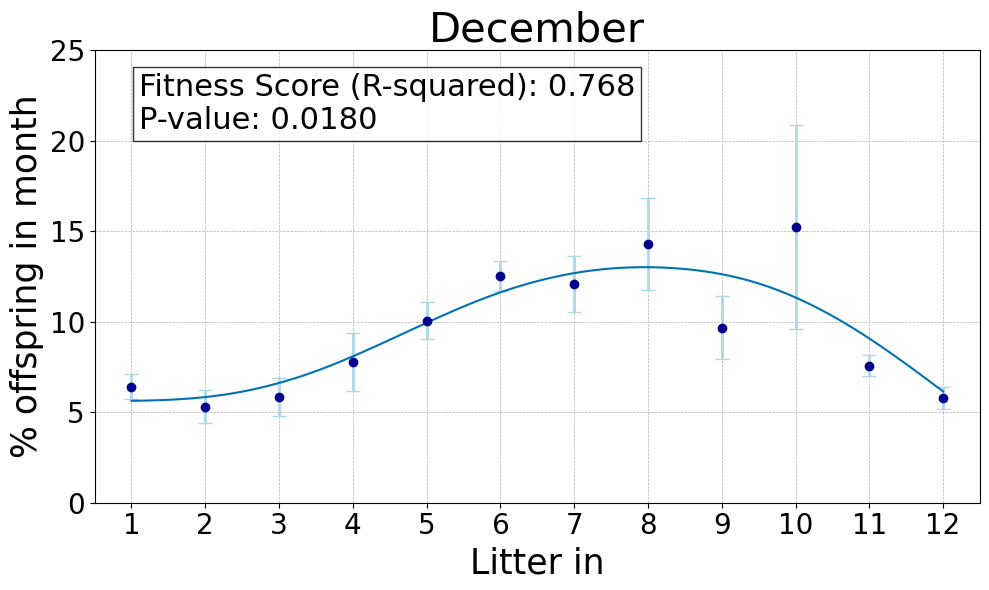 December
Fitness Score (R-squared): 0.768
P-value: 0.0180
% offspring in month
25
20
15
10
5
0
1 2 3 4 5 6 7 8 9 10 11 12
Litter in